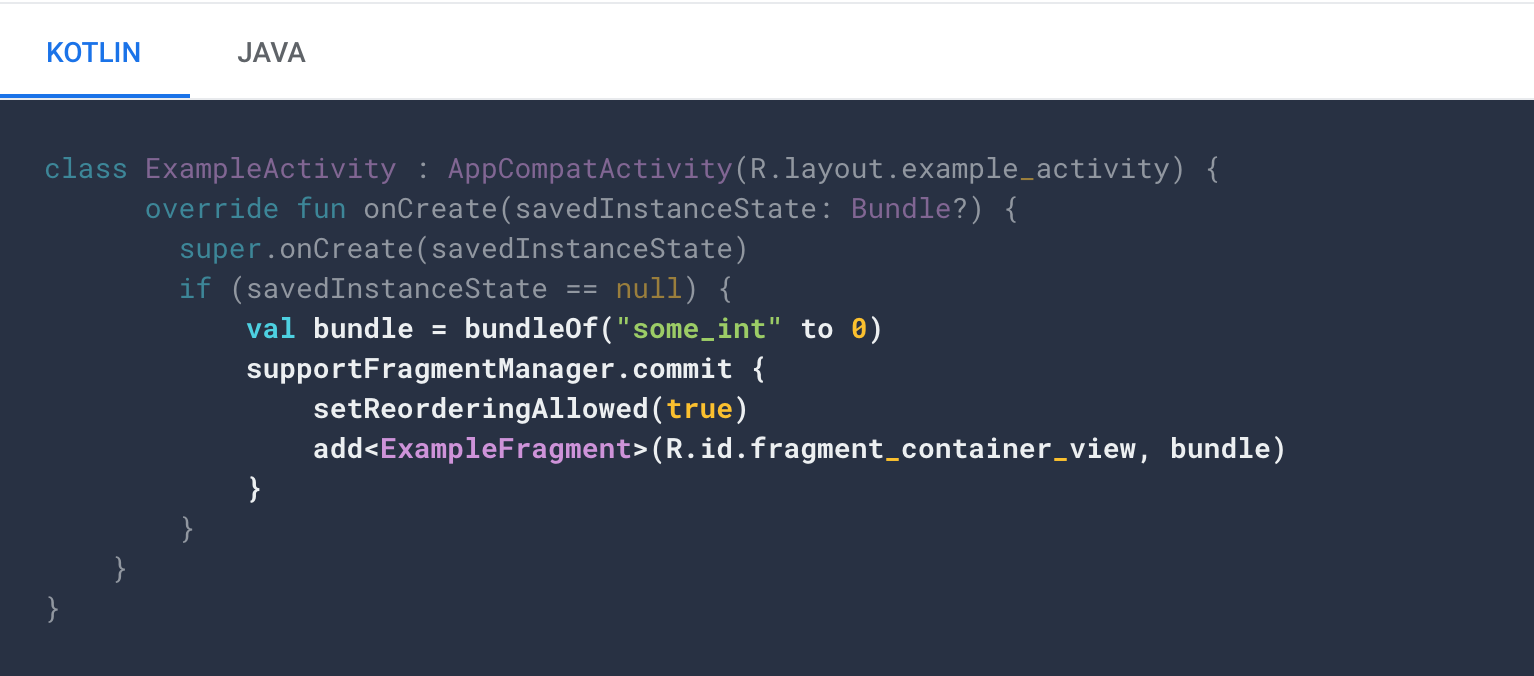 KOTLIN JAVA
class ExampleActivity : AppCompatActivity(R.layout.example_activity) {
      override fun onCreate(savedInstanceState: Bundle?) {
        super.onCreate(savedInstanceState)
        if (savedInstanceState == null) {
            val bundle = bundleOf("some_int" to 0)
            supportFragmentManager.commit {
                setReorderingAllowed(true)
                add<ExampleFragment>(R.id.fragment_container_view, bundle)
            }
        }
    }
}